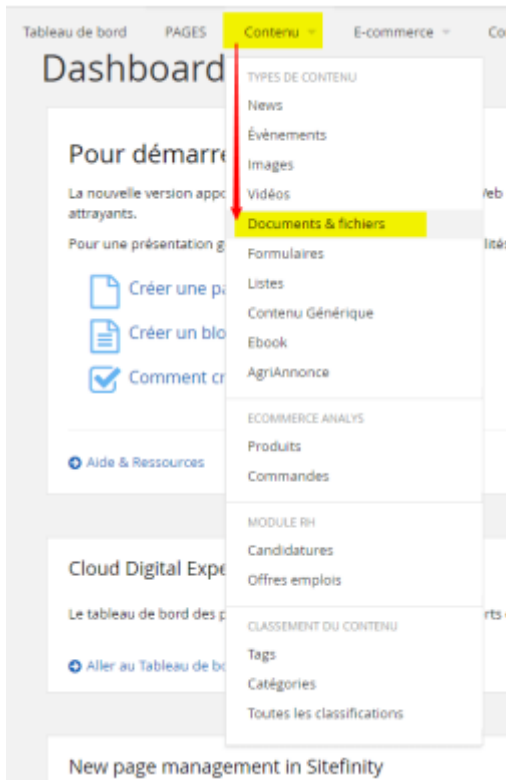 Tableau de bord PAGES Contenu E-commerce
Dashboard
TYPES DE CONTENU
News
Évènements
Images
Vidéos
Documents & fichiers
Formulaires
Listes
Contenu Générique
Ebook
AgriAnnonce
ECOMMERCE ANALYS
Produits
Commandes
MODULE RH
Candidatures
Offres emplois
CLASSEMENT DU CONTENU
Tags
Catégories
Toutes les classifications
Pour démarre
La nouvelle version appo
attrayants.
Pour une présentation g
Créer une pa
Créer un blo
Comment cr
Aide & Ressources
Cloud Digital Expe
Le tableau de bord des p
Aller au Tableau de bo
New page management in Sitefinity